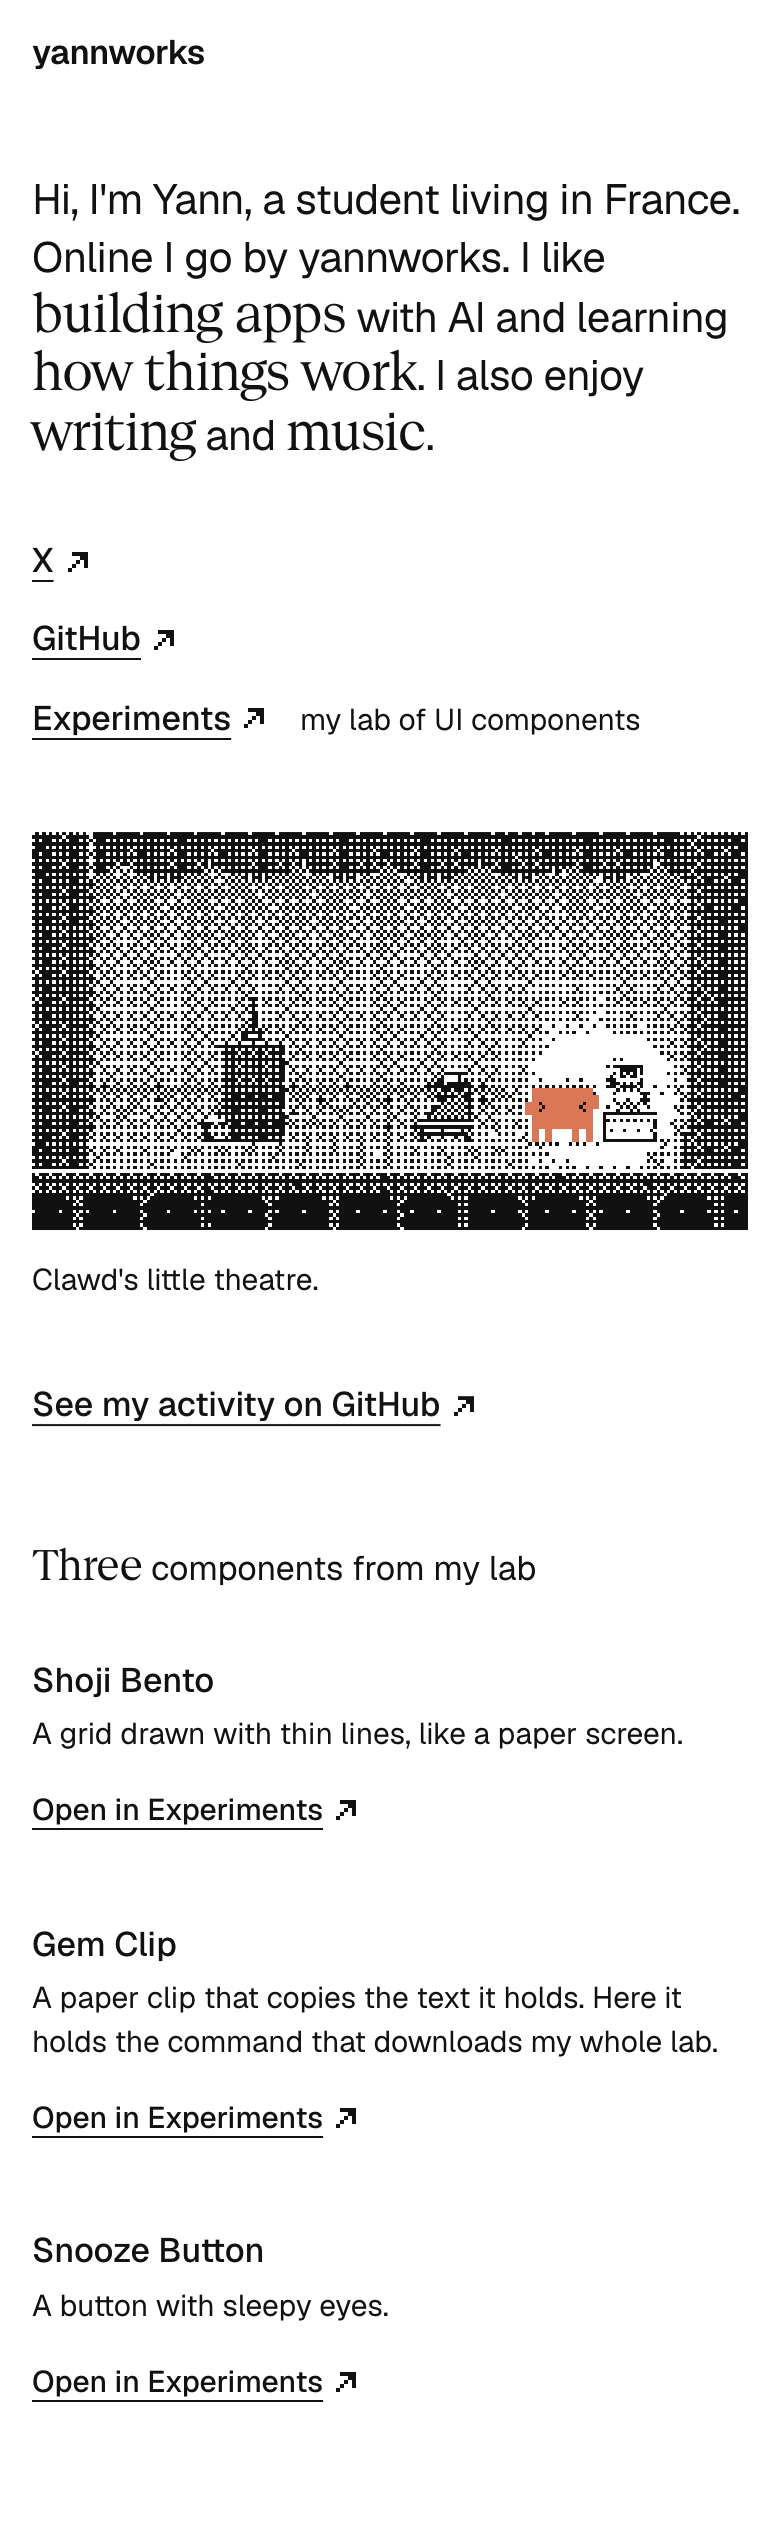 yannworks
Hi, I'm Yann, a student living in France.
Online I go by yannworks. I like
building apps with AI and learning
how things work. I also enjoy
writing and music.
X
GitHub
Experiments my lab of UI components
Clawd's little theatre.
See my activity on GitHub
Three components from my lab
Shoji Bento
A grid drawn with thin lines, like a paper screen.
Open in Experiments
Gem Clip
A paper clip that copies the text it holds. Here it
holds the command that downloads my whole lab.
Open in Experiments
Snooze Button
A button with sleepy eyes.
Open in Experiments